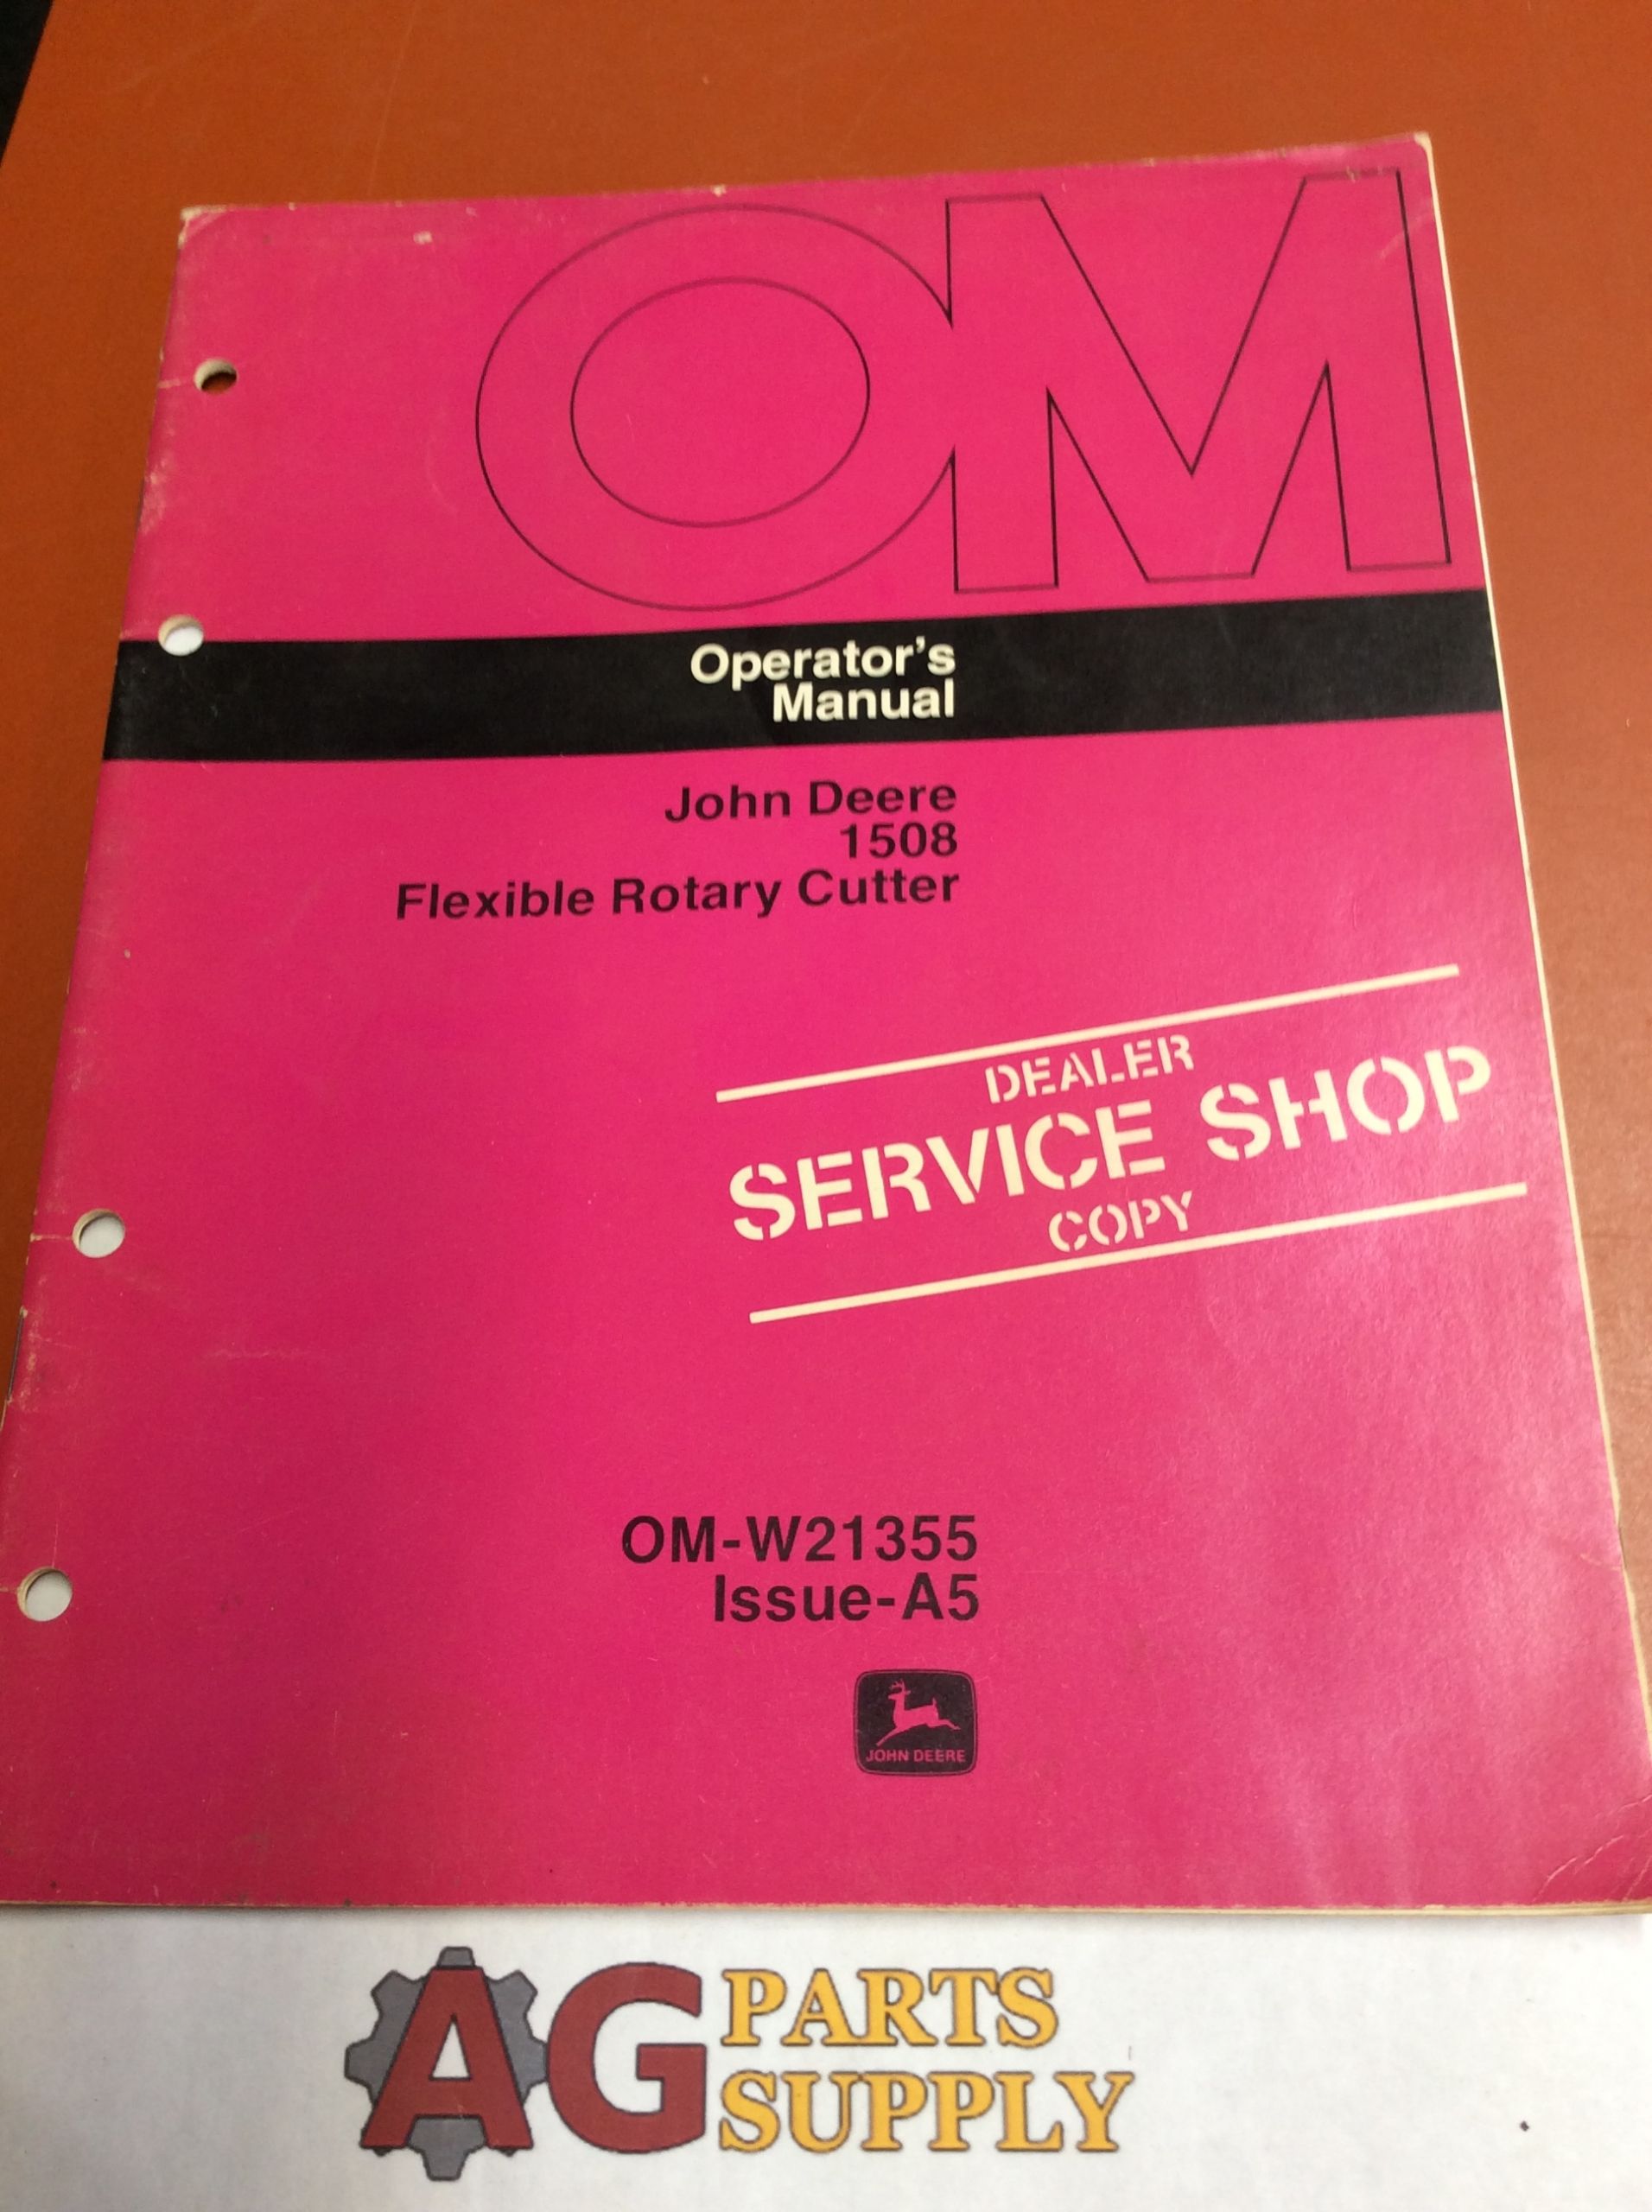 OM
Operator's
Manual
John Deere
1508
Flexible Rotary Cutter
DEALER
SERVICE SHOP
COPY
OM-W21355
Issue-A5
JOHN DEERE
AG PARTS
SUPPLY